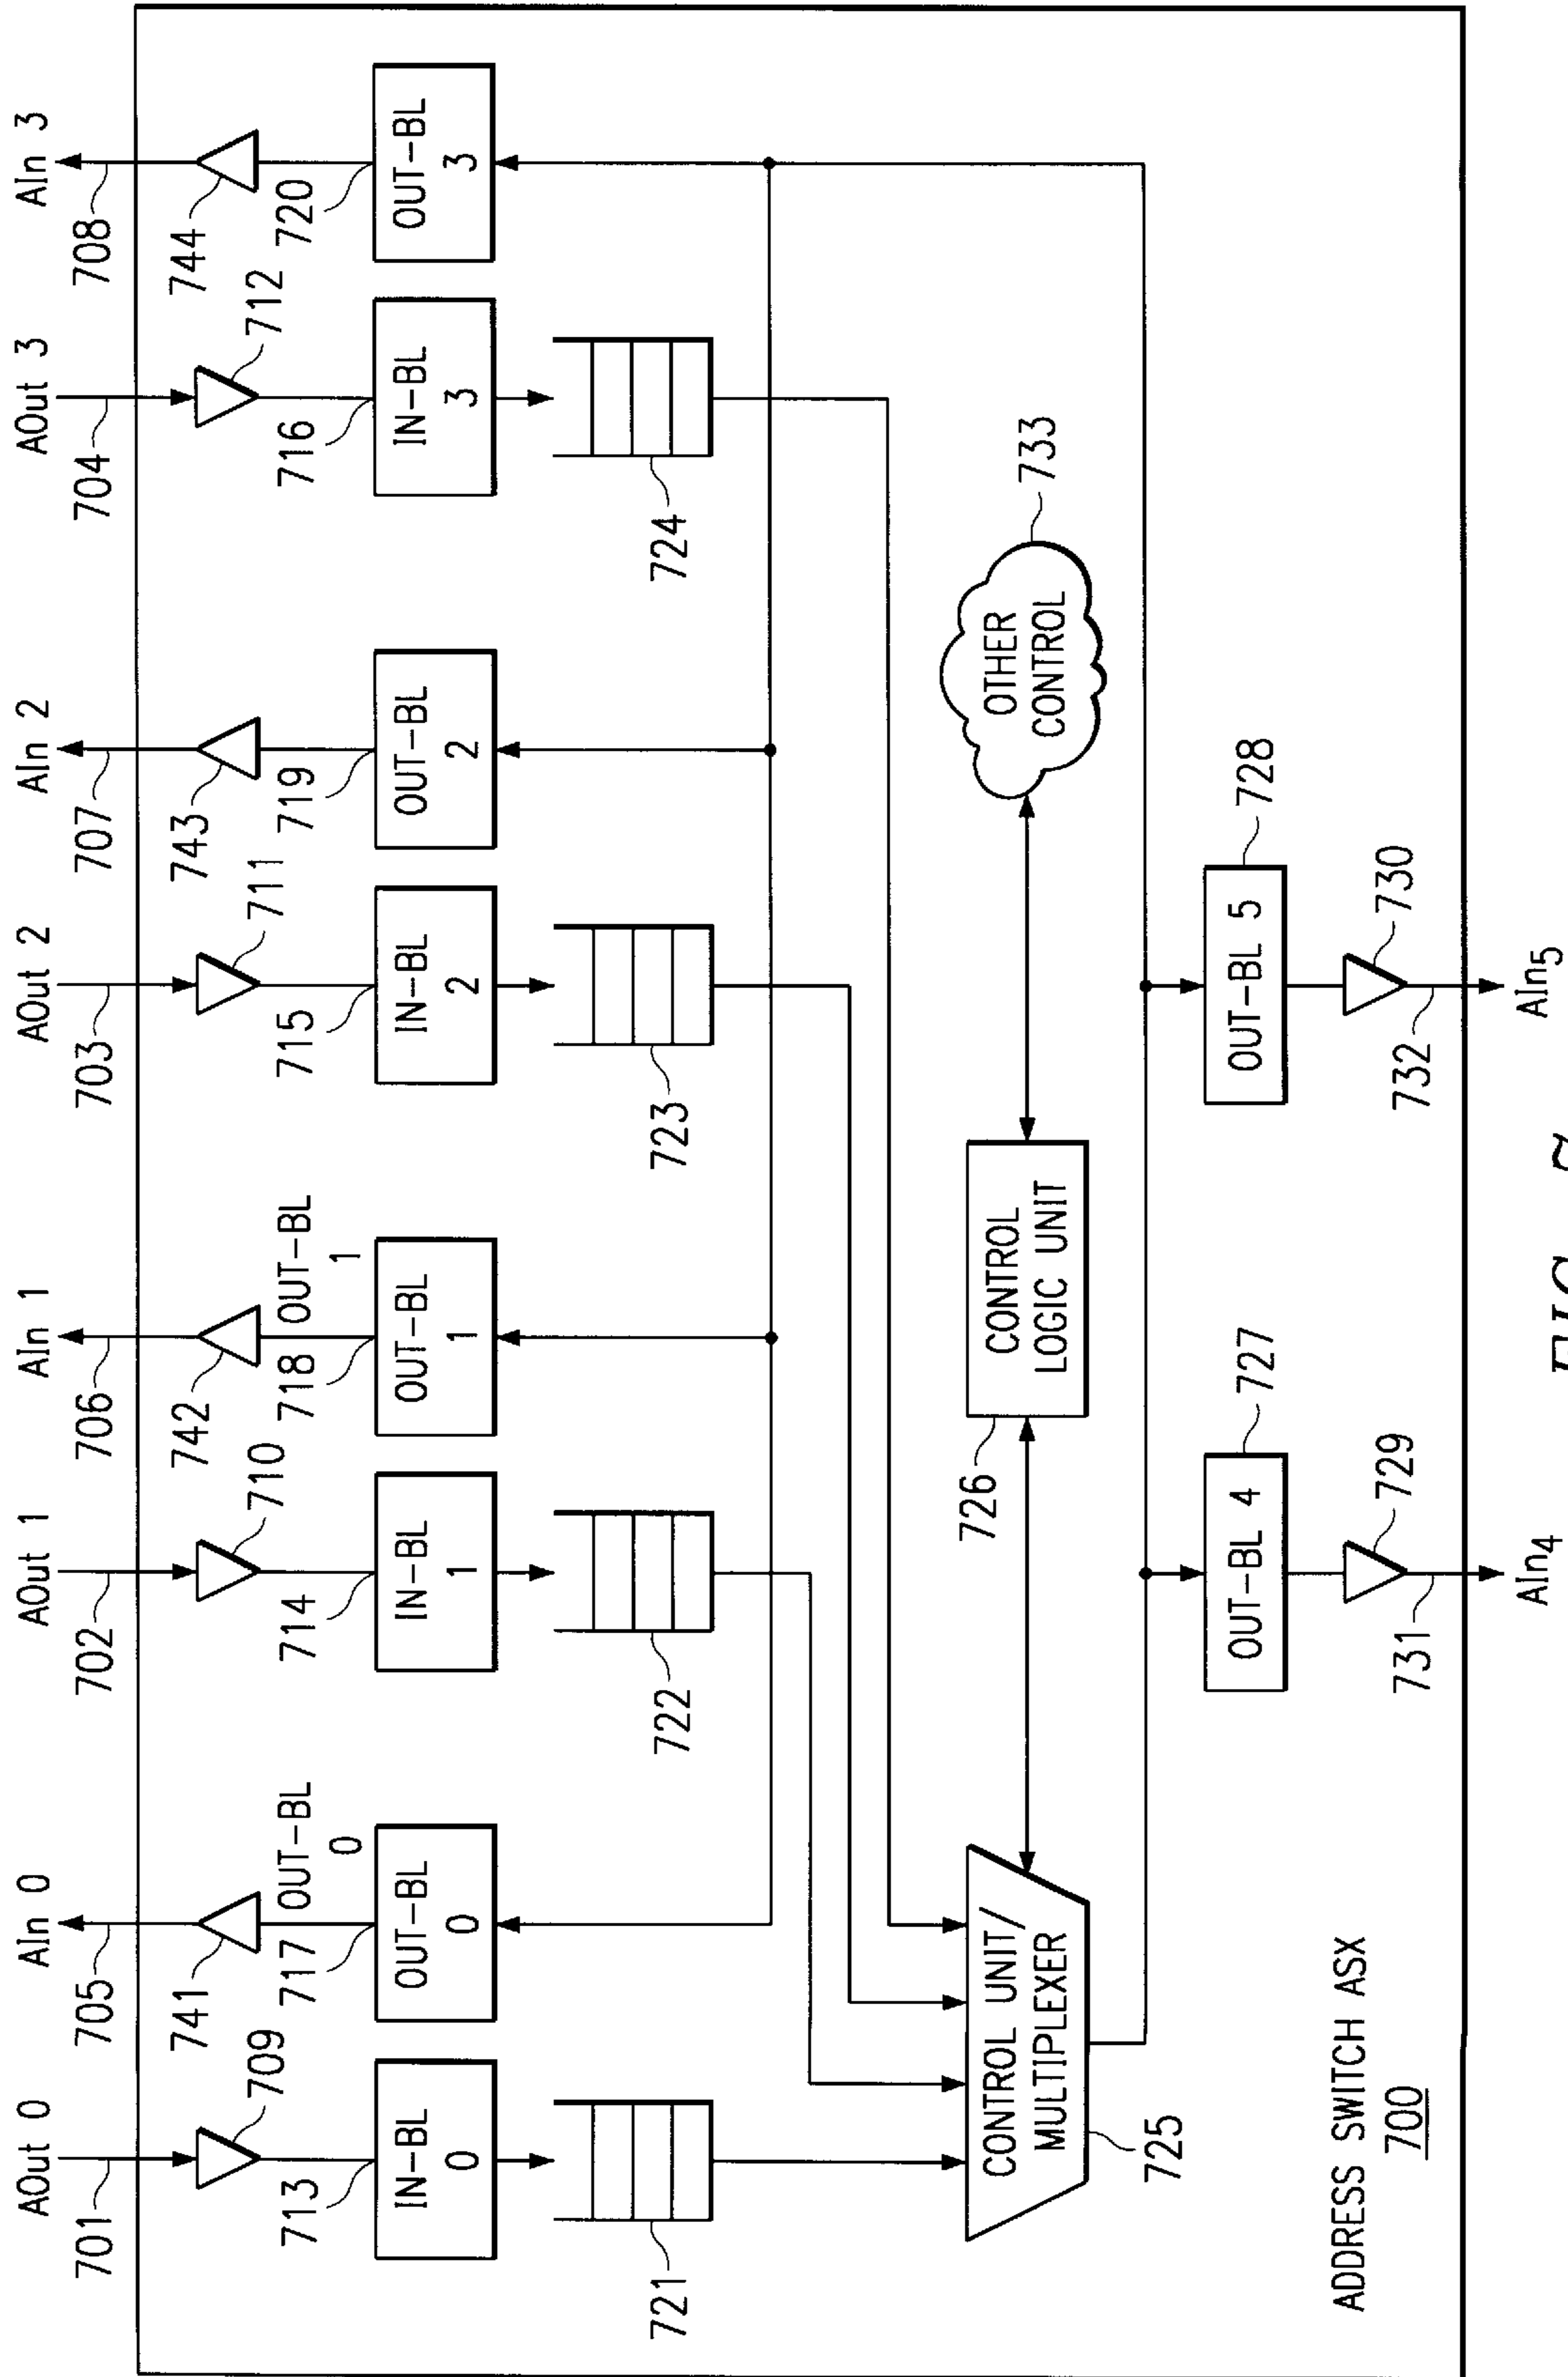 AOut 0
AIn 0
AOut 1
AIn 1
AOut 2
AIn 2
AOut 3
AIn 3
701
705
702
706
703
707
704
708
709
741
710
742
711
743
712
744
713
717
OUT-BL
0
714
718
OUT-BL
1
715
719
716
720
IN-BL
0
OUT-BL
0
IN-BL
1
OUT-BL
1
IN-BL
2
OUT-BL
2
IN-BL
3
OUT-BL
3
721
722
723
724
CONTROL UNIT/
MULTIPLEXER
725
726
CONTROL
LOGIC UNIT
OTHER
CONTROL
733
OUT-BL 4
727
OUT-BL 5
728
729
730
731
732
ADDRESS SWITCH ASX
700
AIn4
AIn5